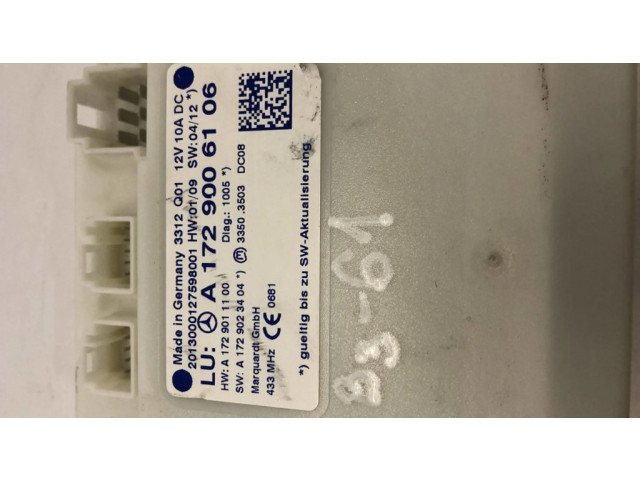 Made in Germany 3312 Q01 12V 10A DC
2013000127598001 HW:01/09 SW:04/12 *)
LU: A 172 900 61 06
HW: A 172 901 11 00 Diag.: 1005 *)
SW: A 172 902 34 04 *) m 3350 .3503 DC08
Marquardt GmbH
433 MHz CE 0681
*) gueltig bis zu SW-Aktualisierung